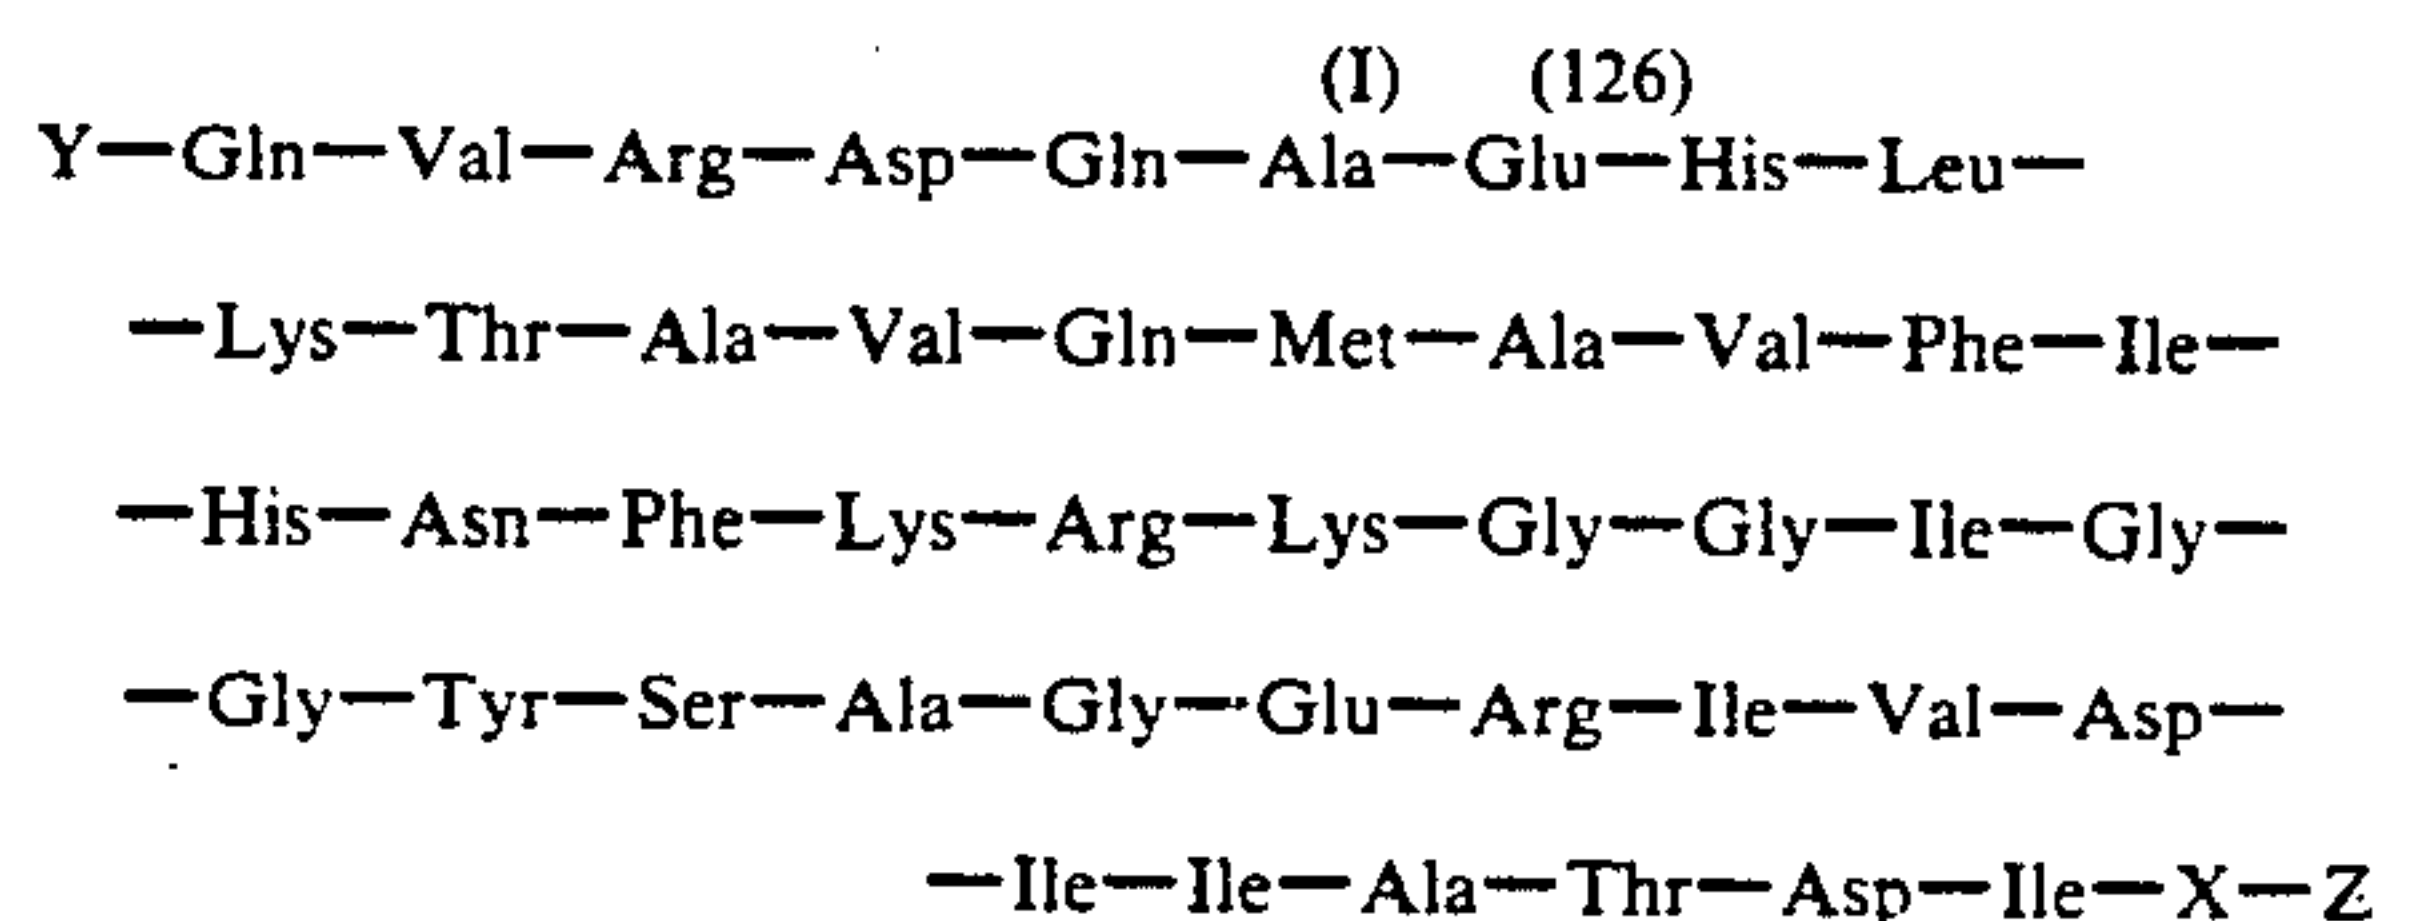 (I) (126)
Y—Gln—Val—Arg—Asp—Gln—Ala—Glu—His—Leu—
—Lys—Thr—Ala—Val—Gln—Met—Ala—Val—Phe—Ile—
—His—Asn—Phe—Lys—Arg—Lys—Gly—Gly—Ile—Gly—
—Gly—Tyr—Ser—Ala—Gly—Glu—Arg—Ile—Val—Asp—
—Ile—Ile—Ala—Thr—Asp—Ile—X—Z